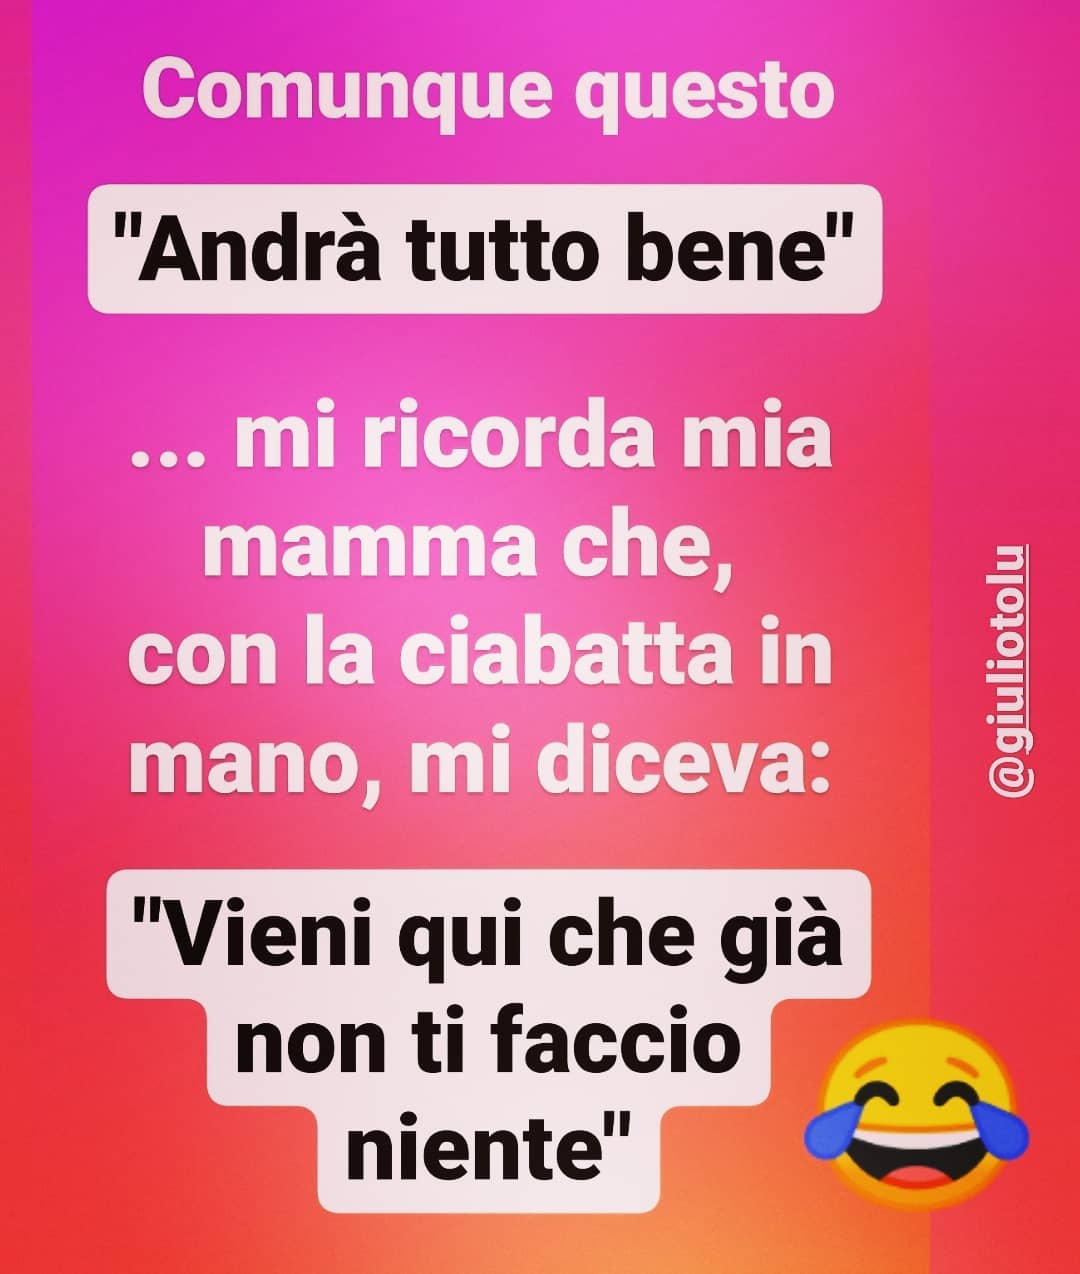 Comunque questo
"Andrà tutto bene"
... mi ricorda mia
mamma che,
con la ciabatta in
mano, mi diceva:
"Vieni qui che già
non ti faccio
niente"
@giuliotolu